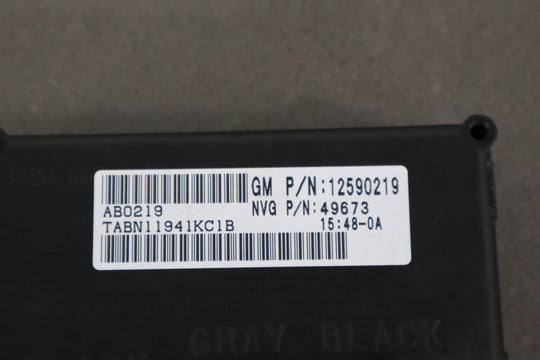 GM P/N:12590219
AB0219 NVG P/N:49673
TABN11941KC1B 15:48-0A
GRAY BLACK